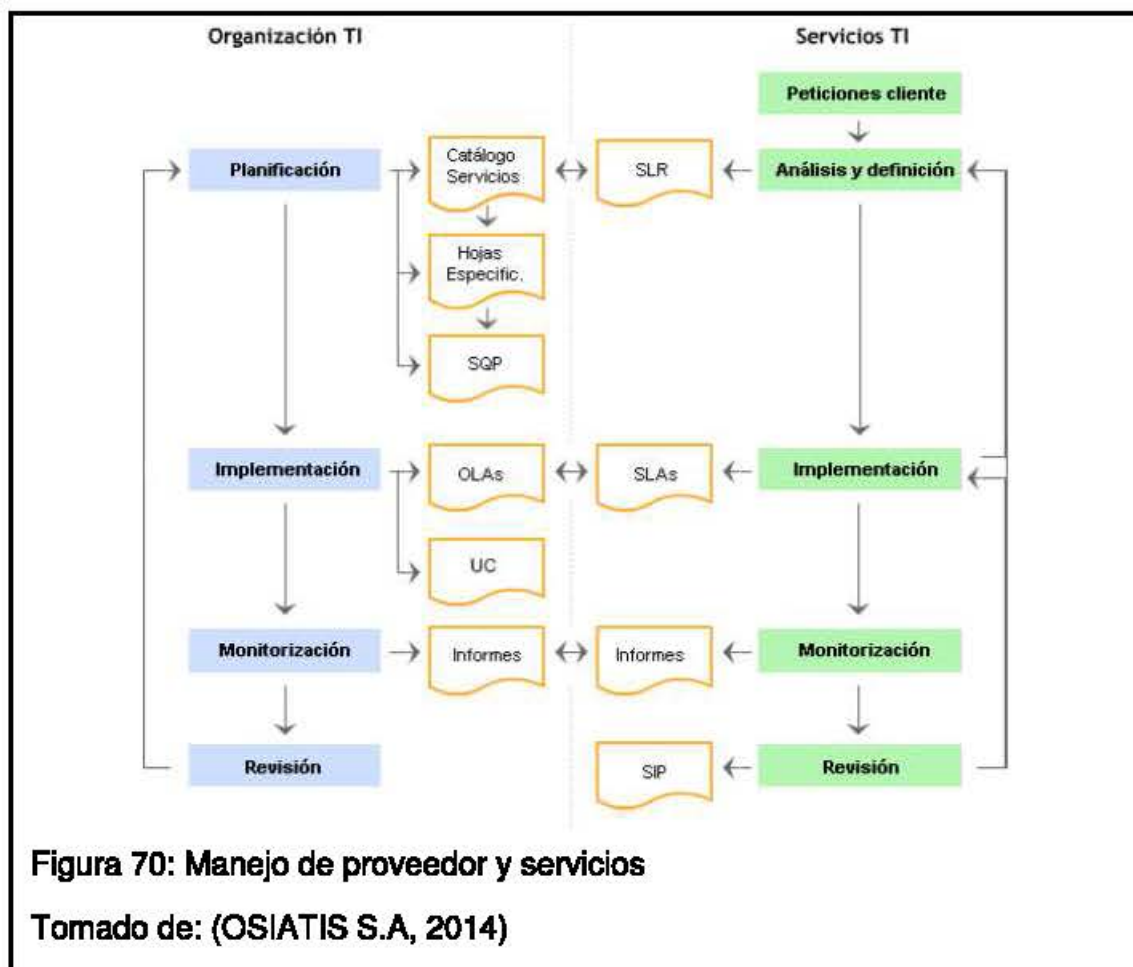 Organización TI
Servicios TI
Peticiones cliente
Planificación
Catálogo
Servicios
SLR
Análisis y definición
Hojas
Especific.
SQP
Implementación
OLAs
SLAs
Implementación
UC
Monitorización
Informes
Informes
Monitorización
Revisión
SIP
Revisión
Figura 70: Manejo de proveedor y servicios
Tomado de: (OSIATIS S.A, 2014)